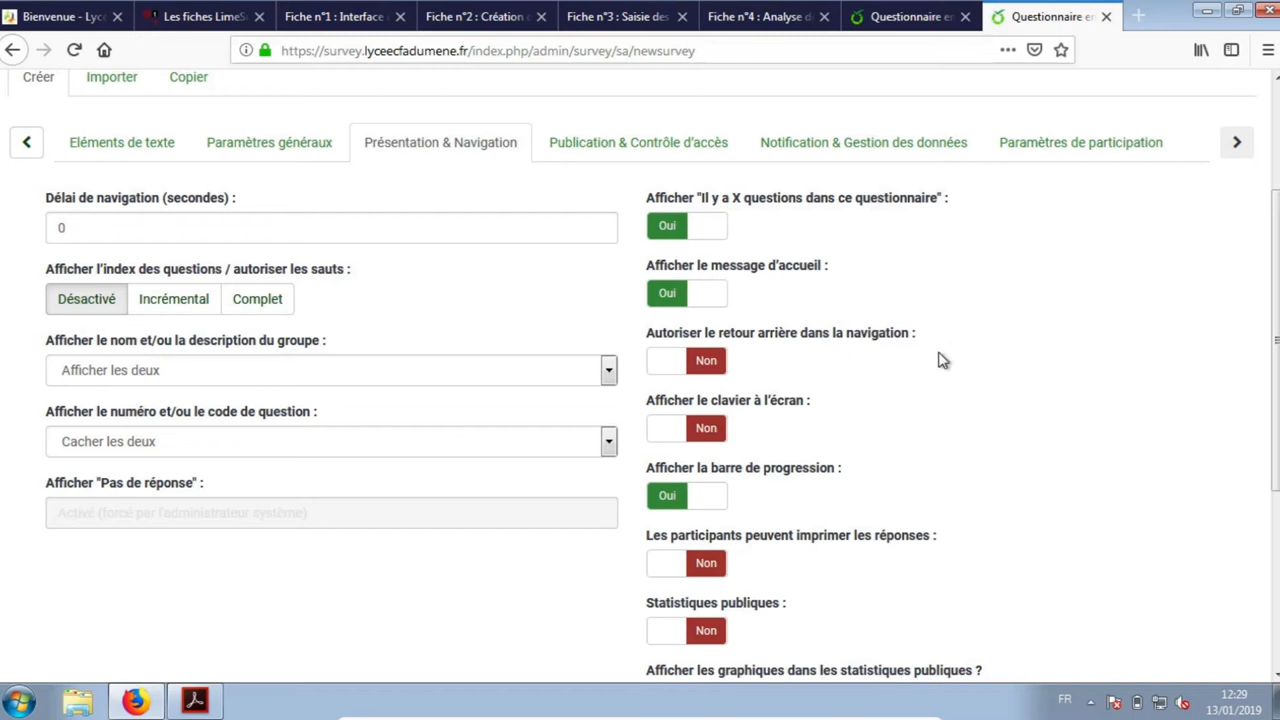 Bienvenue - Lyc
Les fiches LimeS
Fiche n°1 : Interface
Fiche n°2 : Création
Fiche n°3 : Saisie des
Fiche n°4 : Analyse d
Questionnaire e
Questionnaire e
https://survey.lyceecfadumene.fr/index.php/admin/survey/sa/newsurvey
Créer
Importer
Copier
Eléments de texte
Paramètres généraux
Présentation & Navigation
Publication & Contrôle d'accès
Notification & Gestion des données
Paramètres de participation
Délai de navigation (secondes) :
0
Afficher l'index des questions / autoriser les sauts :
Désactivé
Incrémental
Complet
Afficher le nom et/ou la description du groupe :
Afficher les deux
Afficher le numéro et/ou le code de question :
Cacher les deux
Afficher "Pas de réponse" :
Activé (forcé par l'administrateur système)
Afficher "Il y a X questions dans ce questionnaire" :
Oui
Afficher le message d'accueil :
Oui
Autoriser le retour arrière dans la navigation :
Non
Afficher le clavier à l'écran :
Non
Afficher la barre de progression :
Oui
Les participants peuvent imprimer les réponses :
Non
Statistiques publiques :
Non
Afficher les graphiques dans les statistiques publiques ?
FR
12:29
13/01/2019